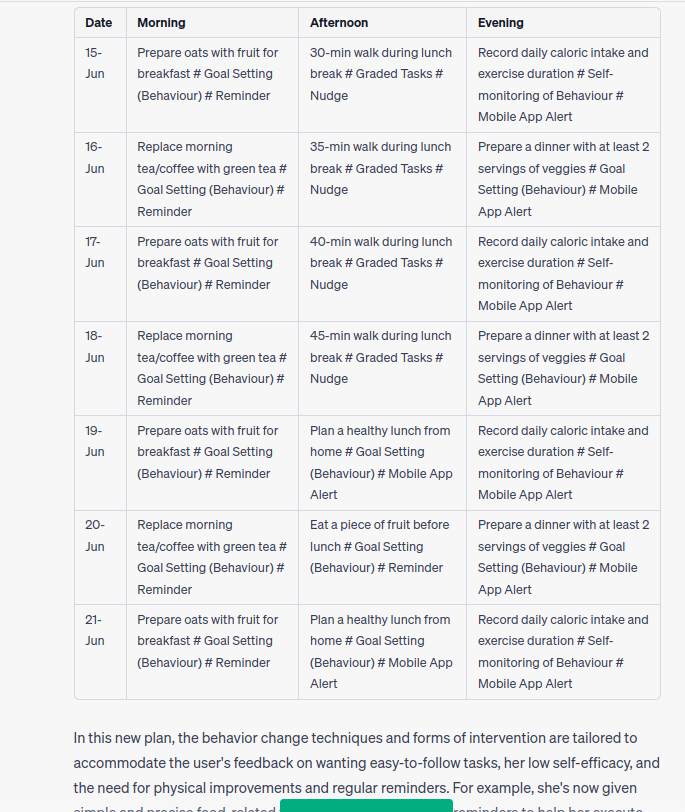 Date Morning Afternoon Evening
15- Prepare oats with fruit for 30-min walk during lunch Record daily caloric intake and
Jun breakfast # Goal Setting break # Graded Tasks # exercise duration # Self-
(Behaviour) # Reminder Nudge monitoring of Behaviour #
Mobile App Alert
16- Replace morning 35-min walk during lunch Prepare a dinner with at least 2
Jun tea/coffee with green tea # break # Graded Tasks # servings of veggies # Goal
Goal Setting (Behaviour) # Nudge Setting (Behaviour) # Mobile
Reminder App Alert
17- Prepare oats with fruit for 40-min walk during lunch Record daily caloric intake and
Jun breakfast # Goal Setting break # Graded Tasks # exercise duration # Self-
(Behaviour) # Reminder Nudge monitoring of Behaviour #
Mobile App Alert
18- Replace morning 45-min walk during lunch Prepare a dinner with at least 2
Jun tea/coffee with green tea # break # Graded Tasks # servings of veggies # Goal
Goal Setting (Behaviour) # Nudge Setting (Behaviour) # Mobile
Reminder App Alert
19- Prepare oats with fruit for Plan a healthy lunch from Record daily caloric intake and
Jun breakfast # Goal Setting home # Goal Setting exercise duration # Self-
(Behaviour) # Reminder (Behaviour) # Mobile App monitoring of Behaviour #
Alert Mobile App Alert
20- Replace morning Eat a piece of fruit before Prepare a dinner with at least 2
Jun tea/coffee with green tea # lunch # Goal Setting servings of veggies # Goal
Goal Setting (Behaviour) # (Behaviour) # Reminder Setting (Behaviour) # Mobile
Reminder App Alert
21- Prepare oats with fruit for Plan a healthy lunch from Record daily caloric intake and
Jun breakfast # Goal Setting home # Goal Setting exercise duration # Self-
(Behaviour) # Reminder (Behaviour) # Mobile App monitoring of Behaviour #
Alert Mobile App Alert
In this new plan, the behavior change techniques and forms of intervention are tailored to
accommodate the user's feedback on wanting easy-to-follow tasks, her low self-efficacy, and
the need for physical improvements and regular reminders. For example, she's now given
simple and precise food-related reminders to help her execute